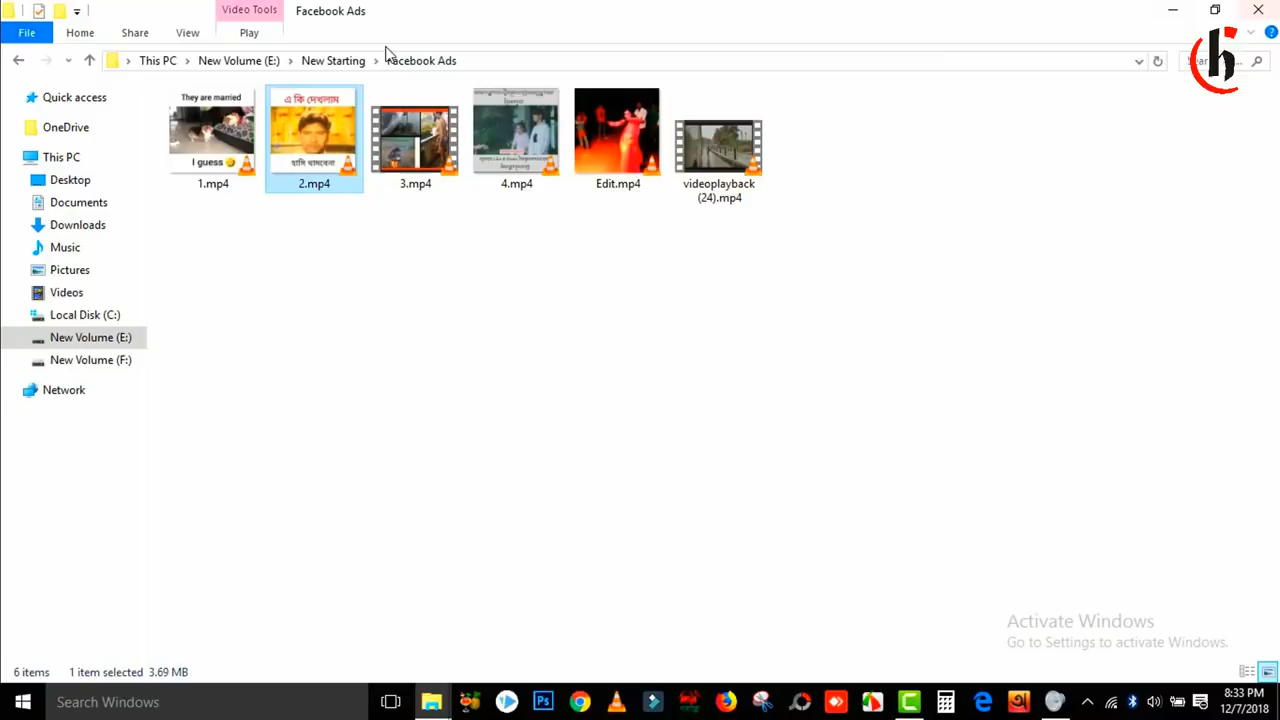 Video Tools
Facebook Ads
File
Home
Share
View
Play
This PC
New Volume (E:)
New Starting
Facebook Ads
Quick access
OneDrive
This PC
Desktop
Documents
Downloads
Music
Pictures
Videos
Local Disk (C:)
New Volume (E:)
New Volume (F:)
Network
They are married
I guess
1.mp4
এ কি দেখলাম
হাসি থামবেনা
2.mp4
3.mp4
4.mp4
Edit.mp4
videoplayback
(24).mp4
Activate Windows
Go to Settings to activate Windows.
6 items
1 item selected 3.69 MB
Search Windows
8:33 PM
12/7/2018